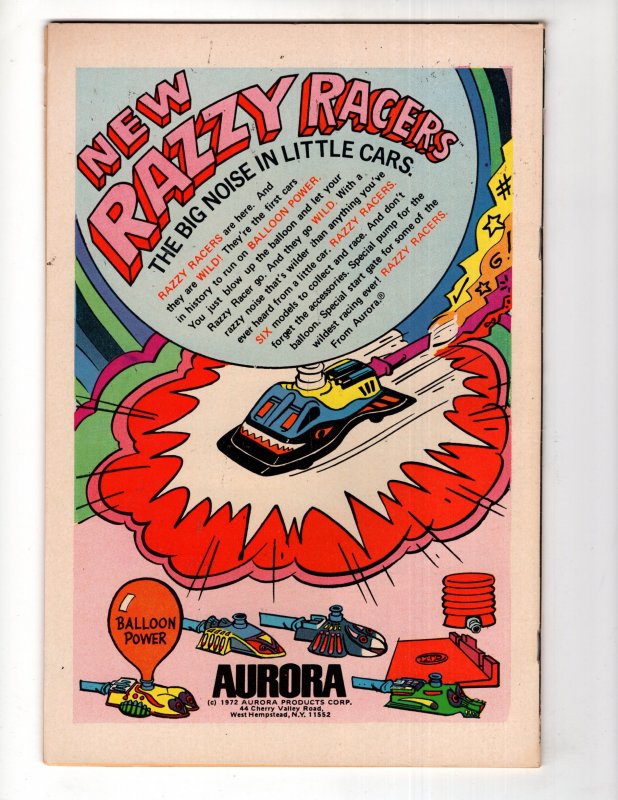 NEW
RAZZY RACERS
THE BIG NOISE IN LITTLE CARS.
RAZZY RACERS are here. And
they are WILD! They're the first cars
in history to run on BALLOON POWER.
You just blow up the balloon and let your
Razzy Racer go. And they go WILD. With a
razzy noise that's wilder than anything you've
ever heard from a little car. RAZZY RACERS.
SIX models to collect and race. And don't
forget the accessories. Special pump for the
balloon. Special start gate for some of the
wildest racing ever. RAZZY RACERS.
From Aurora.®
#
G!
BALLOON
POWER
AURORA
(c) 1972 AURORA PRODUCTS CORP.
44 Cherry Valley Road,
West Hempstead, N.Y. 11552